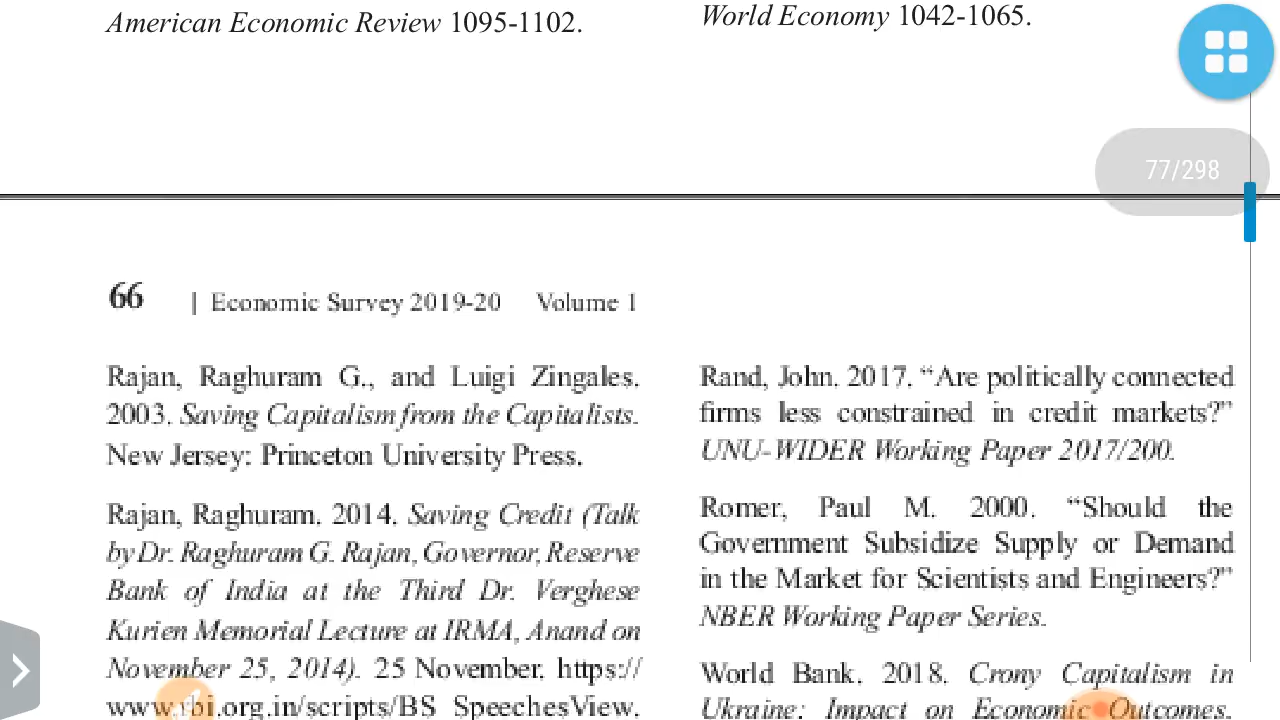 American Economic Review 1095-1102.
World Economy 1042-1065.
77/298
66 | Economic Survey 2019-20 Volume 1
Rajan, Raghuram G., and Luigi Zingales.
2003. Saving Capitalism from the Capitalists.
New Jersey: Princeton University Press.
Rajan, Raghuram. 2014. Saving Credit (Talk
by Dr. Raghuram G. Rajan, Governor, Reserve
Bank of India at the Third Dr. Verghese
Kurien Memorial Lecture at IRMA, Anand on
November 25, 2014). 25 November. https://
www.rbi.org.in/scripts/BS_SpeechesView.
Rand, John. 2017. “Are politically connected
firms less constrained in credit markets?”
UNU-WIDER Working Paper 2017/200.
Romer, Paul M. 2000. “Should the
Government Subsidize Supply or Demand
in the Market for Scientists and Engineers?”
NBER Working Paper Series.
World Bank. 2018. Crony Capitalism in
Ukraine: Impact on Economic Outcomes.